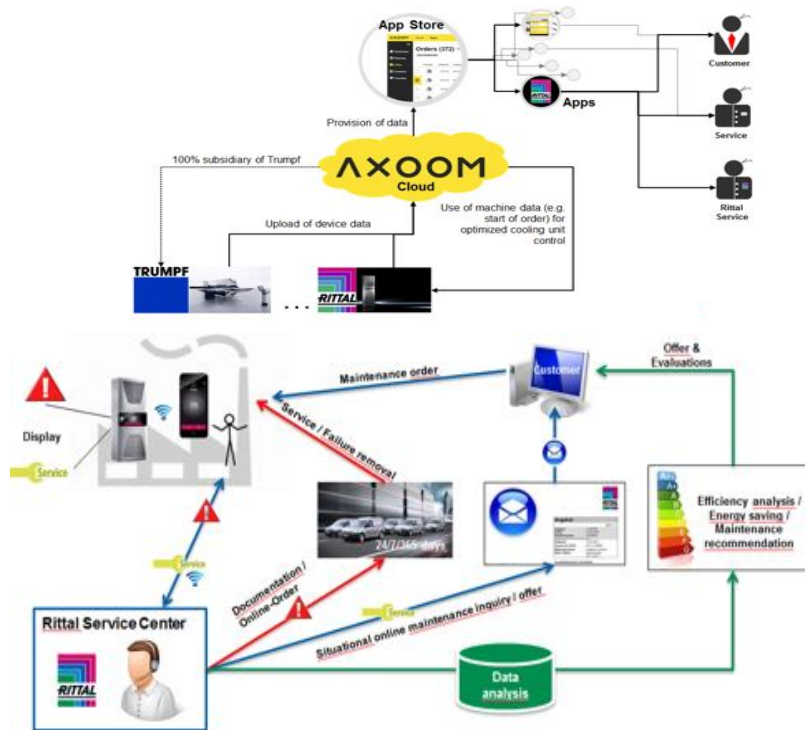 App Store
AXOOM
Orders (372)
Customer
Apps
Service
Rittal
Service
Provision of data
100% subsidiary of Trumpf
AXOOM
Cloud
Upload of device data
Use of machine data (e.g.
start of order) for
optimized cooling unit
control
TRUMPF
...
RITTAL
Offer &
Evaluations
Customer
Maintenance order
Display
Service
Service / Failure removal
24/7/365 days
Efficiency analysis /
Energy saving /
Maintenance
recommendation
Service
Documentation /
Online-Order
Service
Situational online maintenance inquiry / offer
Rittal Service Center
RITTAL
Data
analysis